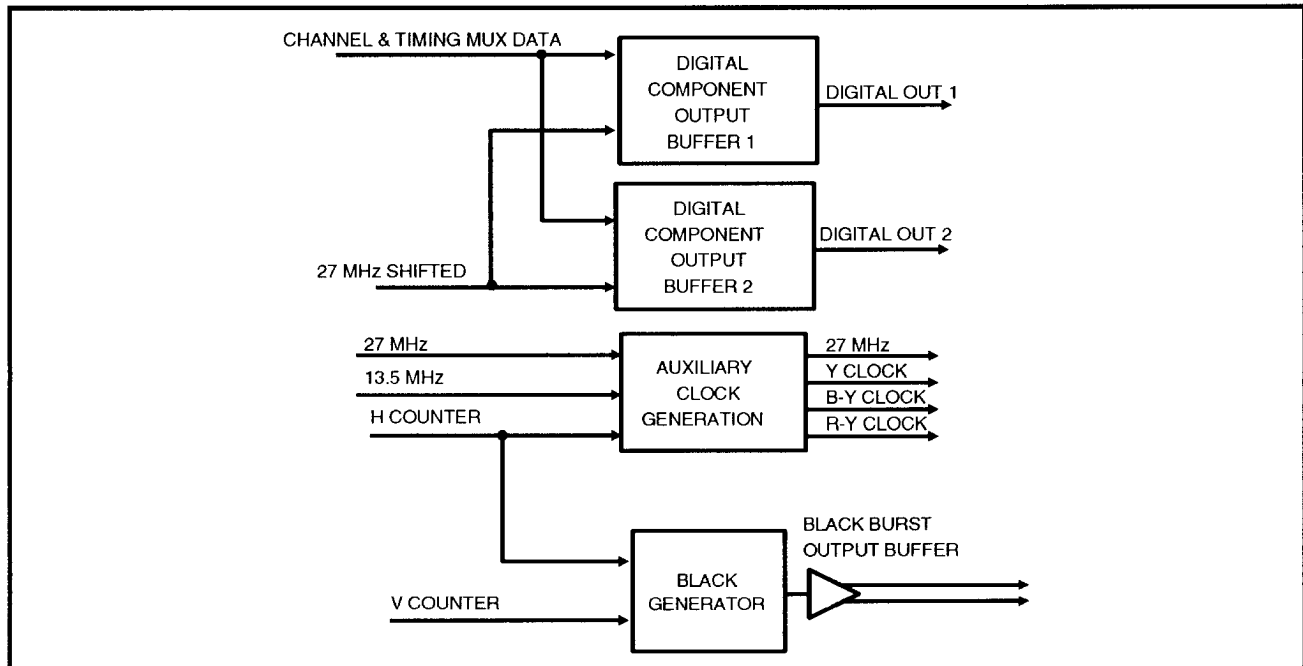 CHANNEL & TIMING MUX DATA
DIGITAL
COMPONENT
OUTPUT
BUFFER 1
DIGITAL OUT 1
DIGITAL
COMPONENT
OUTPUT
BUFFER 2
DIGITAL OUT 2
27 MHz SHIFTED
27 MHz
13.5 MHz
H COUNTER
AUXILIARY
CLOCK
GENERATION
27 MHz
Y CLOCK
B-Y CLOCK
R-Y CLOCK
BLACK BURST
OUTPUT BUFFER
BLACK
GENERATOR
V COUNTER